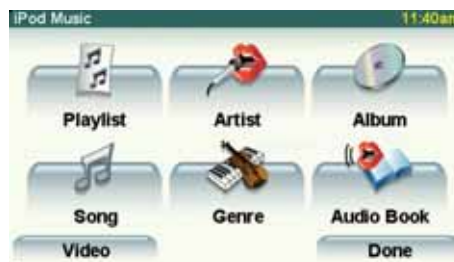 iPod Music 11:40am
Playlist Artist Album
Song Genre Audio Book
Video Done